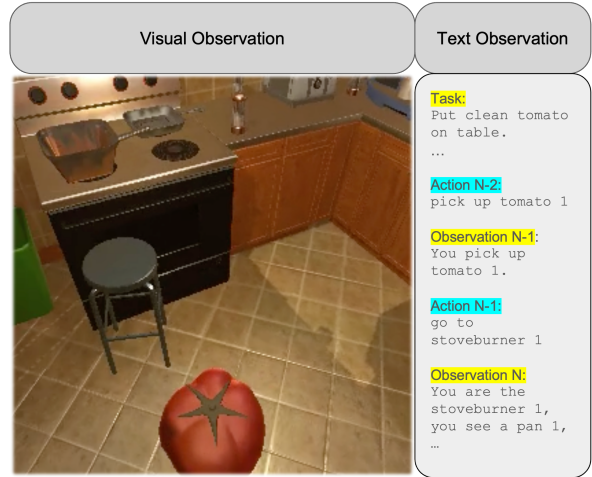 Visual Observation
Text Observation
Task:
Put clean tomato
on table.
...
Action N-2:
pick up tomato 1
Observation N-1:
You pick up
tomato 1.
Action N-1:
go to
stoveburner 1
Observation N:
You are the
stoveburner 1,
you see a pan 1,
…